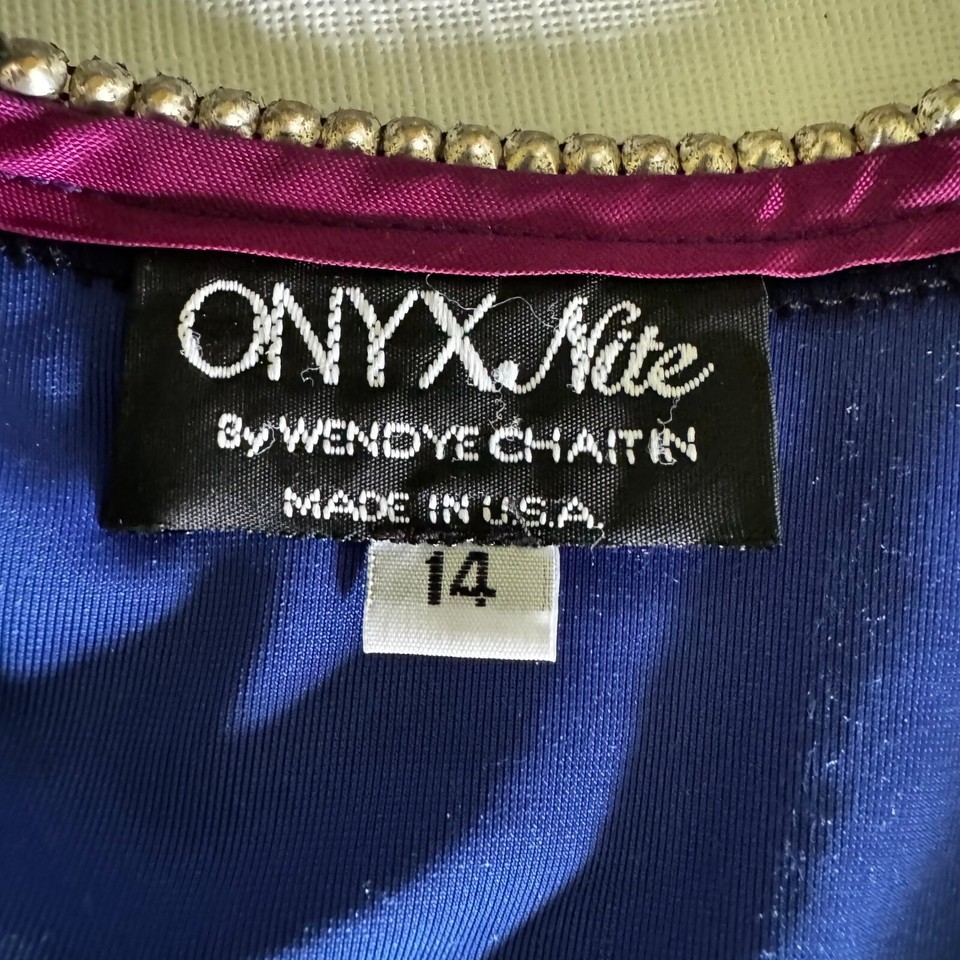 ONYX Nite
By WENDYE CHAITIN
MADE IN U.S.A.
14